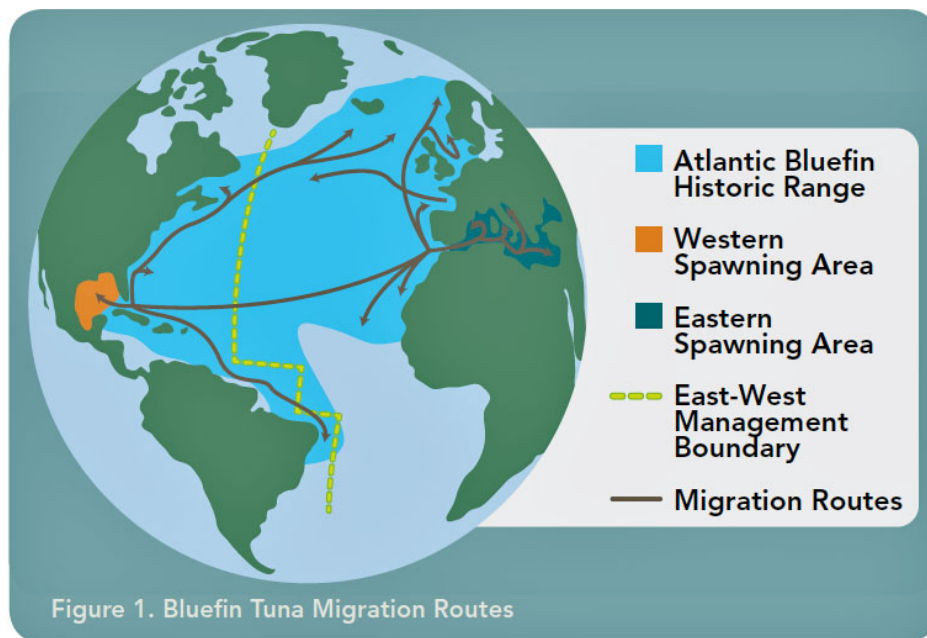 Atlantic Bluefin
Historic Range
Western
Spawning Area
Eastern
Spawning Area
East-West
Management
Boundary
Migration Routes
Figure 1. Bluefin Tuna Migration Routes